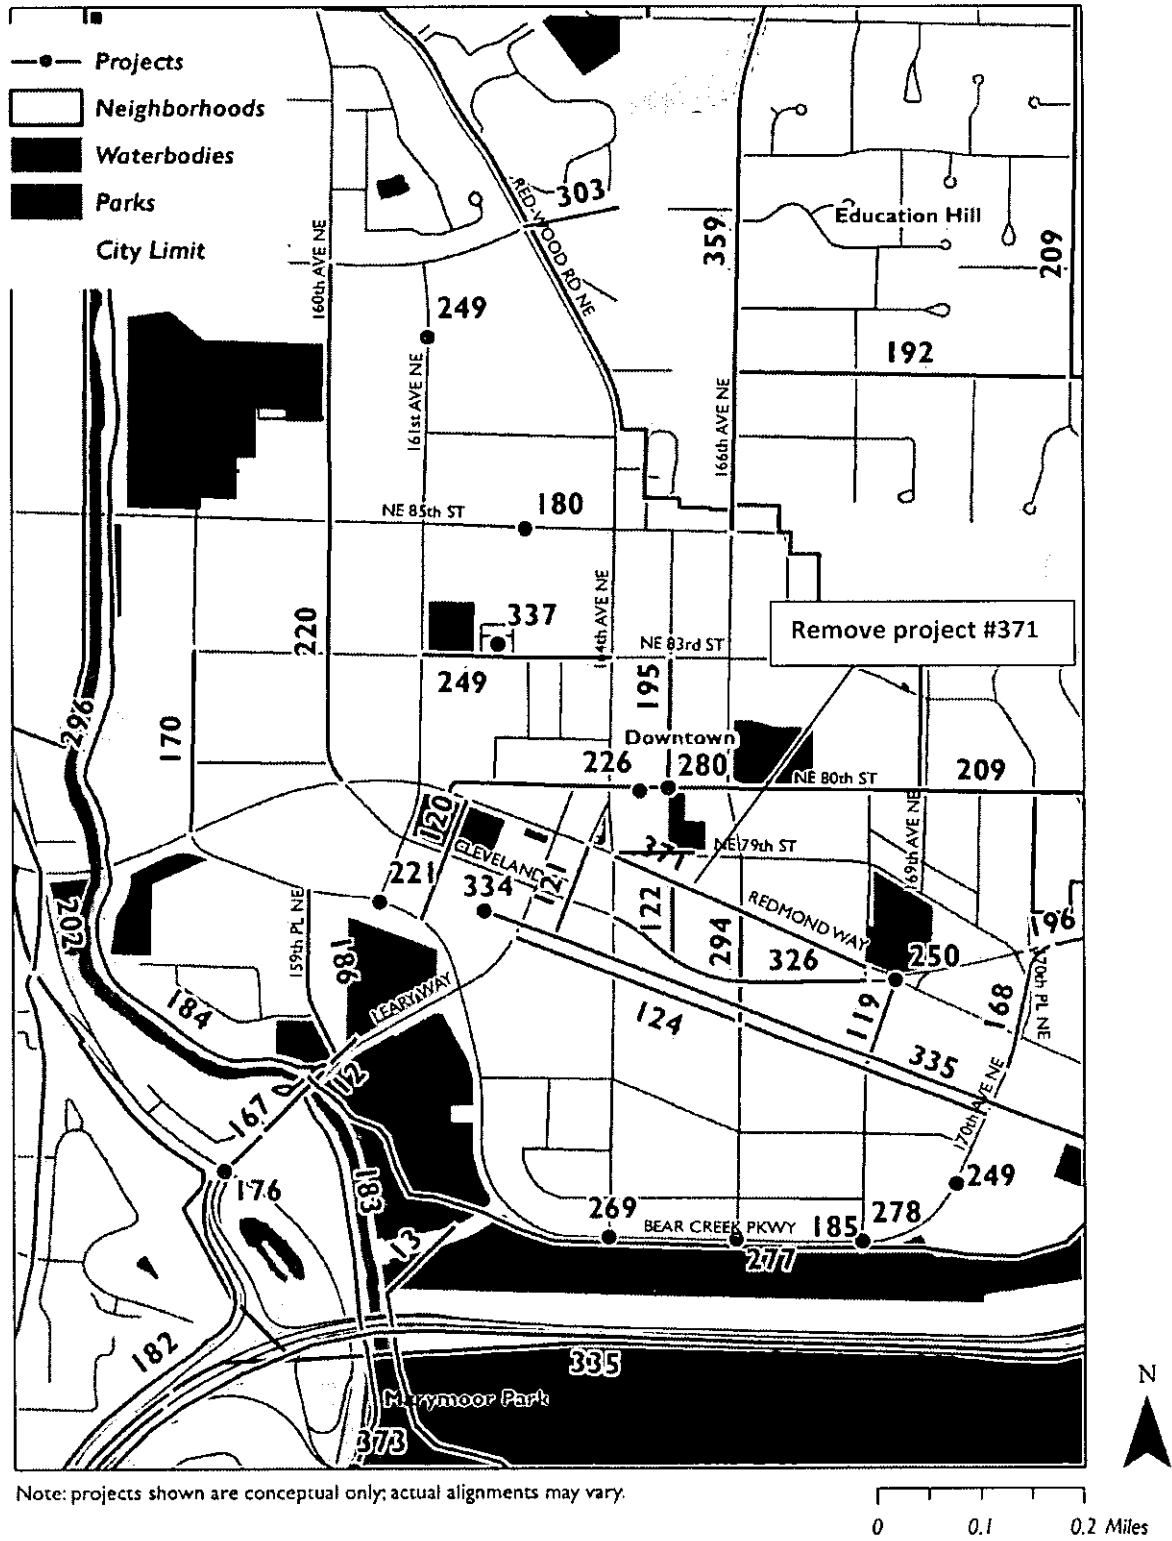 Projects
Neighborhoods
Waterbodies
Parks
City Limit
303
RED-WOOD RD NE
359
Education Hill
209
160th AVE NE
249
161st AVE NE
192
166th AVE NE
NE 85th ST
180
220
337
164th AVE NE
Remove project #371
NE 83rd ST
249
195
296
170
Downtown
226
280
NE 80th ST
209
120
CLEVELAND
371
NE 79th ST
169th AVE NE
221
334
121
122
REDMOND WAY
196
202
159th PL NE
186
294
326
250
170th PL NE
LEARY WAY
184
124
119
168
335
12
167
170th AVE NE
176
183
249
269
BEAR CREEK PKWY
185
278
277
13
182
335
Marymoor Park
373
N
Note: projects shown are conceptual only; actual alignments may vary.
0 0.1 0.2 Miles